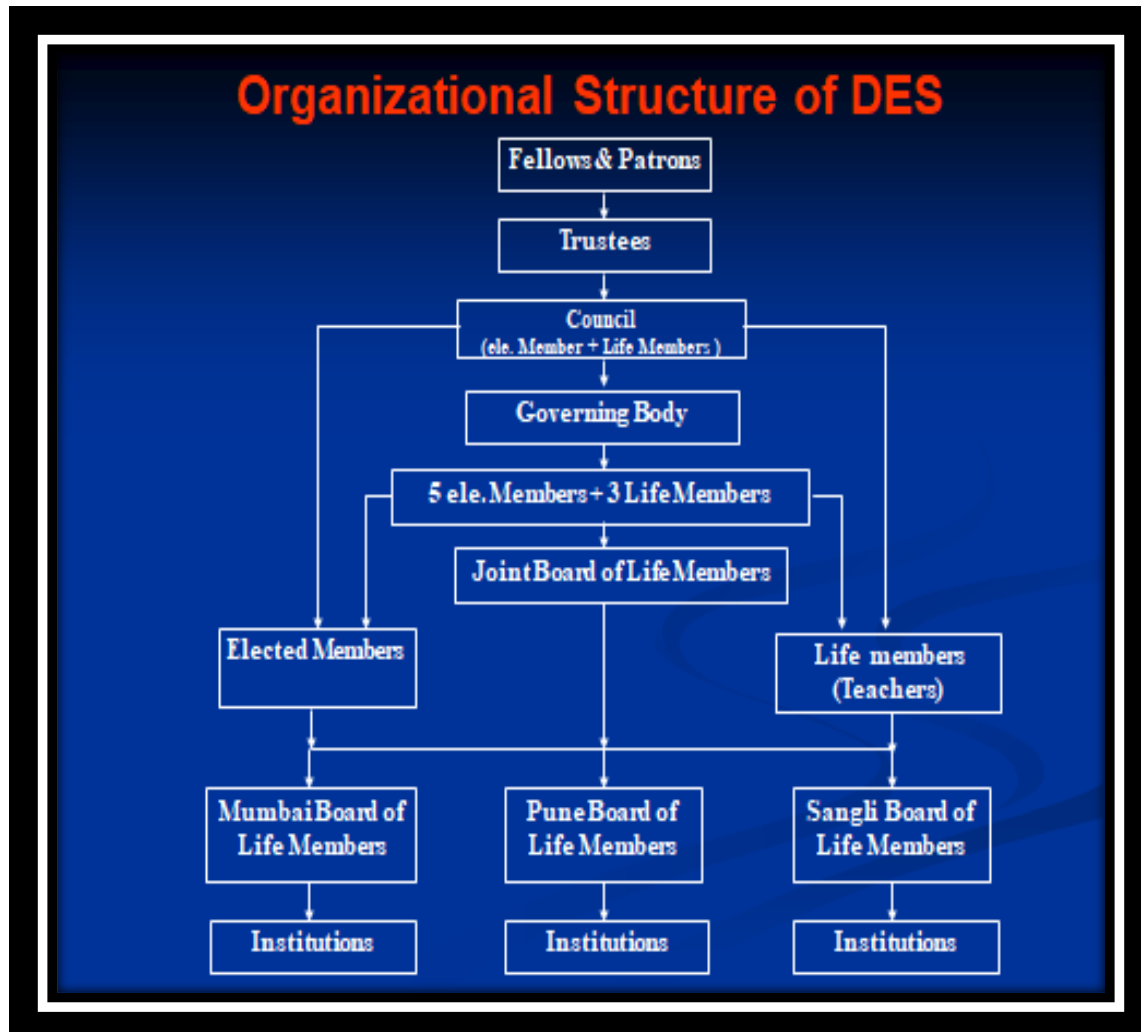 Organizational Structure of DES
Fellows & Patrons
Trustees
Council
(ele. Member + Life Members )
Governing Body
5 ele. Members + 3 Life Members
Joint Board of Life Members
Elected Members
Life members
(Teachers)
Mumbai Board of
Life Members
Pune Board of
Life Members
Sangli Board of
Life Members
Institutions
Institutions
Institutions